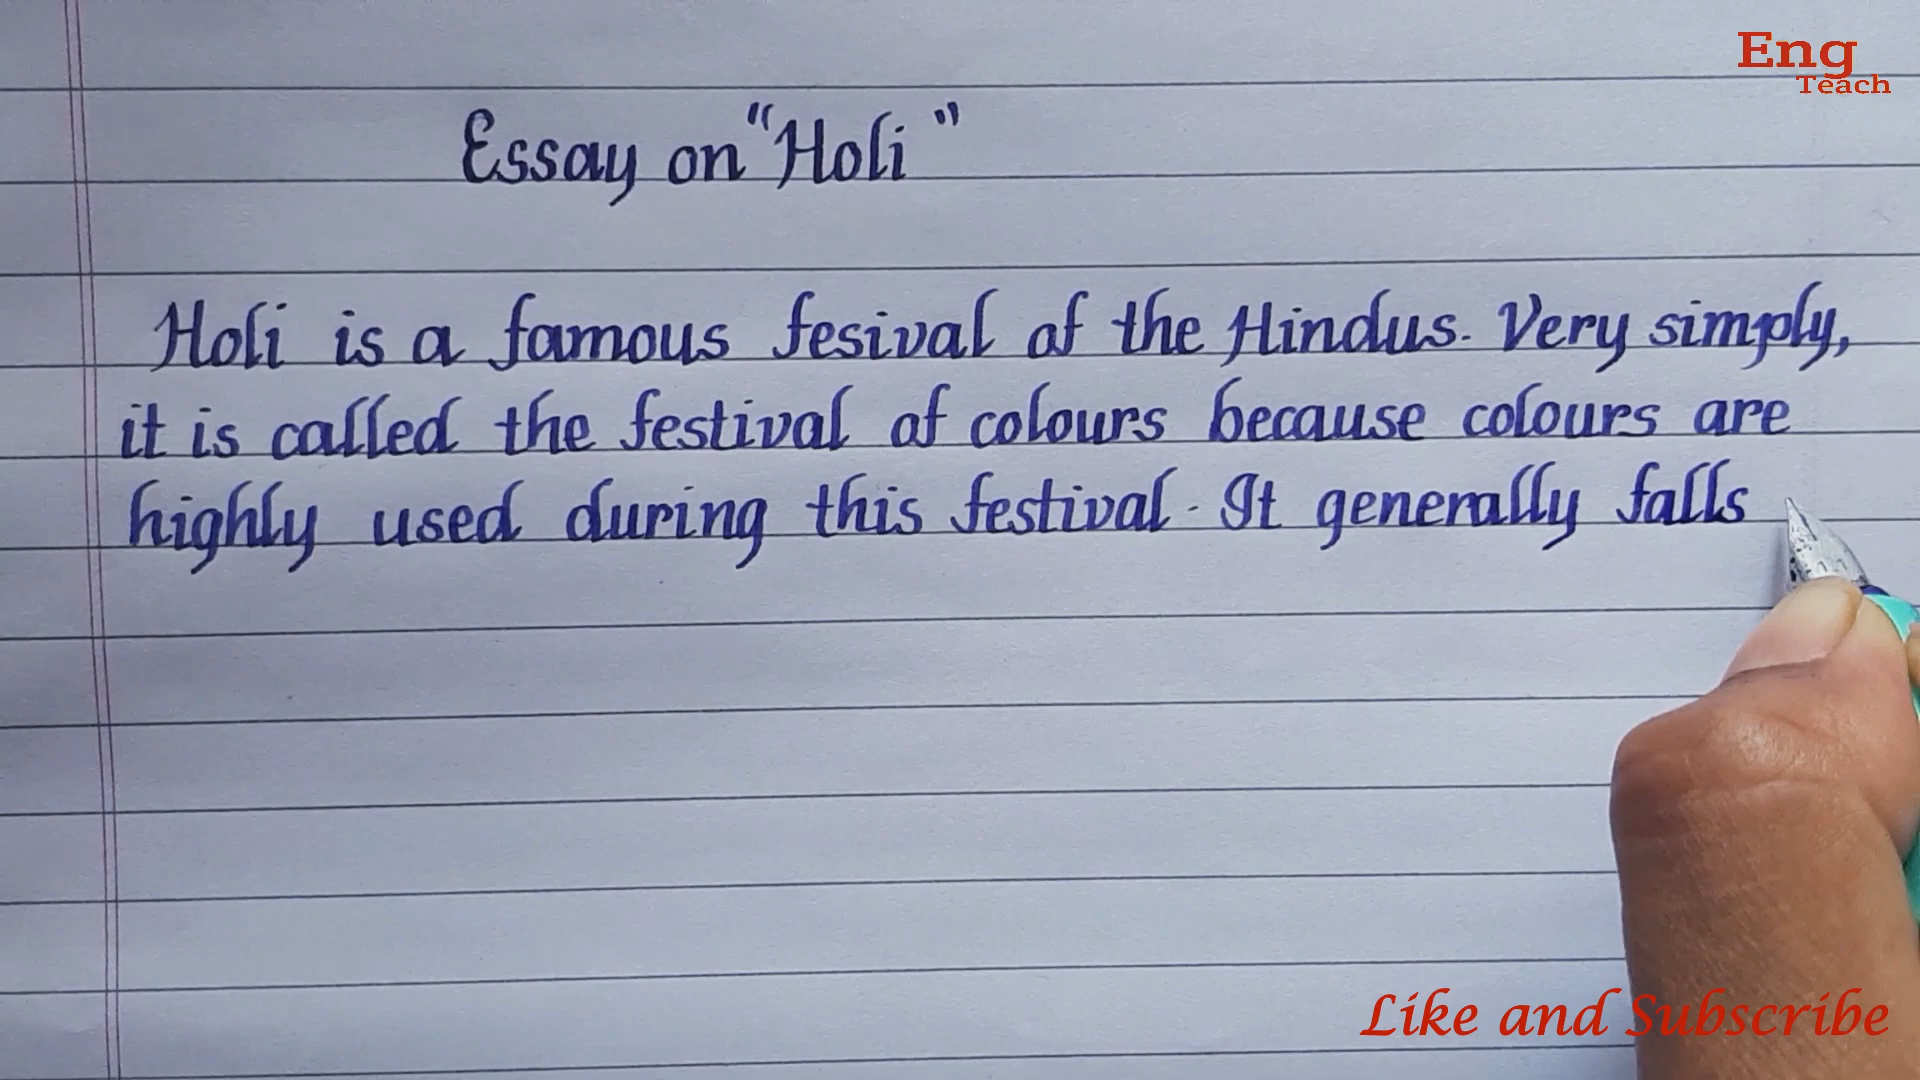 Eng
Teach
Essay on "Holi"
Holi is a famous fesival of the Hindus. Very simply,
it is called the festival of colours because colours are
highly used during this festival. It generally falls
Like and Subscribe